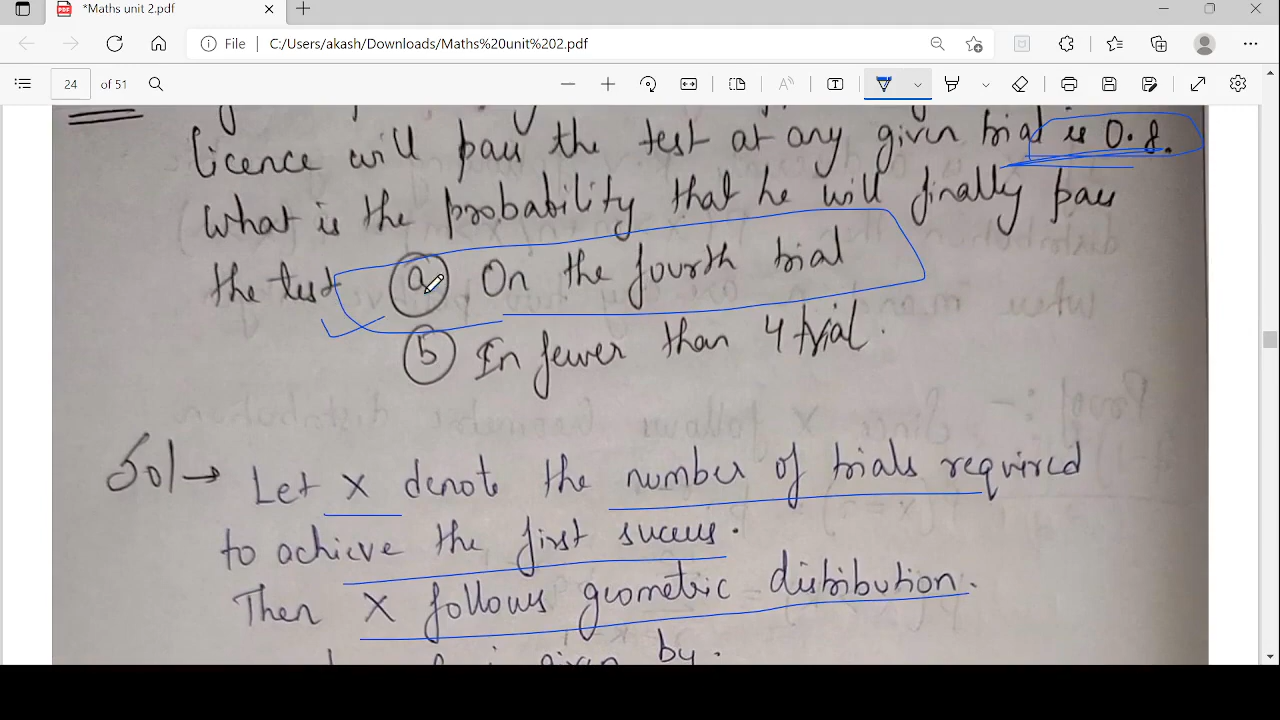 *Maths unit 2.pdf
File C:/Users/akash/Downloads/Maths%20unit%202.pdf
24 of 51
licence will pass the test at any given trial is 0.8.
What is the probability that he will finally pass
the test (a) On the fourth trial
(b) In fewer than 4 trial.
Sol → Let X denote the number of trials required
to achieve the first success.
Then X follows geometric distribution.
given by.